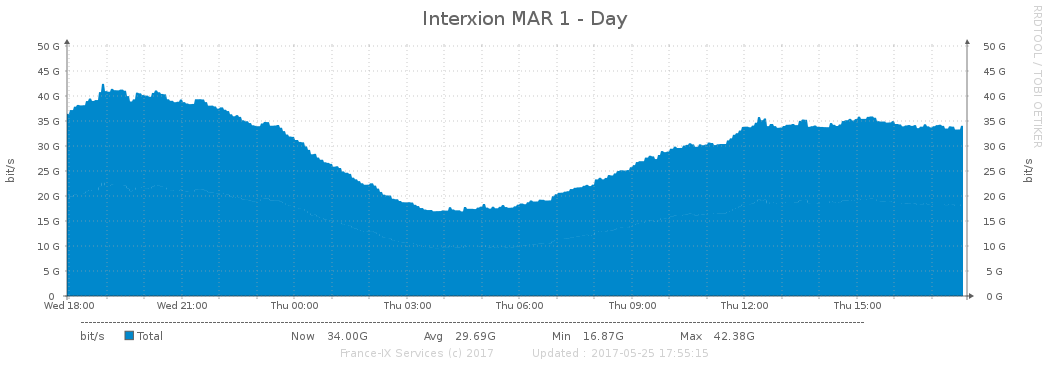 Interxion MAR 1 - Day
RRDTOOL / TOBI OETIKER
bit/s
50 G 50 G
45 G 45 G
40 G 40 G
35 G 35 G
30 G 30 G
25 G 25 G
20 G 20 G
15 G 15 G
10 G 10 G
5 G 5 G
0 0 G
bit/s
Wed 18:00 Wed 21:00 Thu 00:00 Thu 03:00 Thu 06:00 Thu 09:00 Thu 12:00 Thu 15:00
bit/s Total Now 34.00G Avg 29.69G Min 16.87G Max 42.38G
France-IX Services (c) 2017 Updated : 2017-05-25 17:55:15